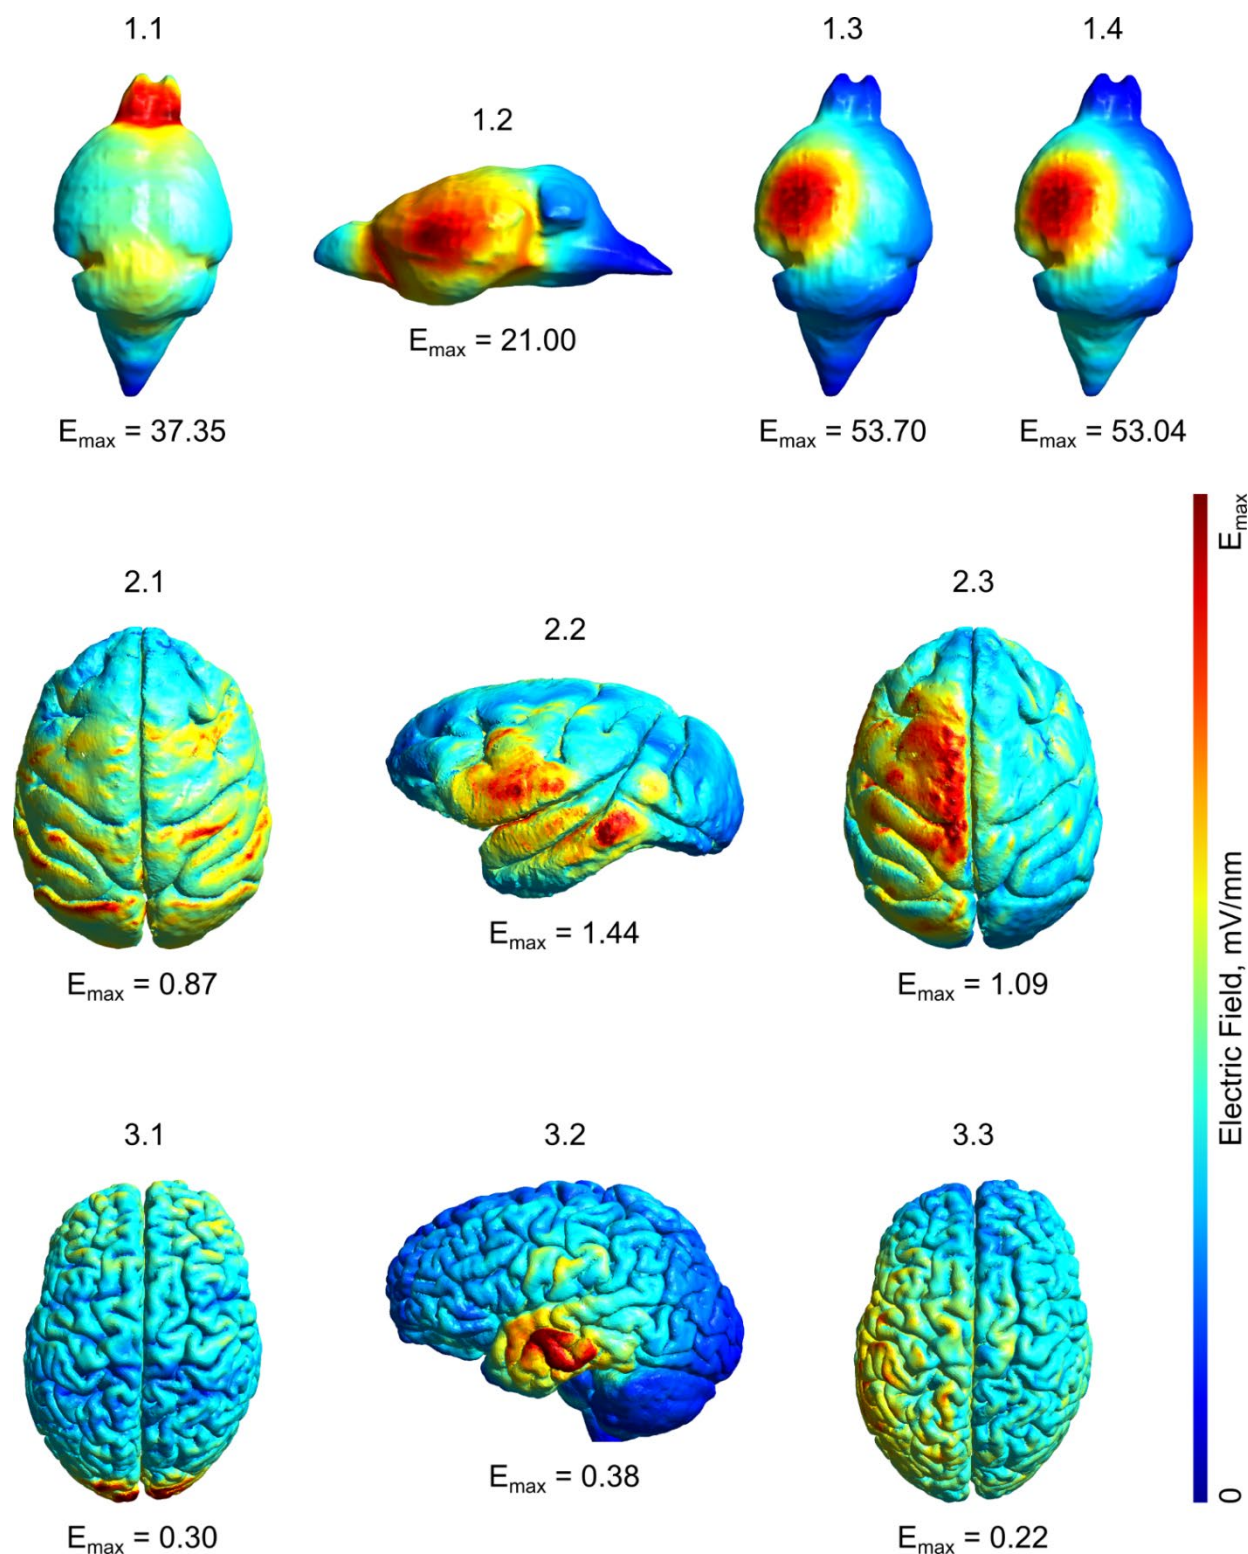 1.1
1.2
1.3
1.4
Emax = 37.35
Emax = 21.00
Emax = 53.70
Emax = 53.04
2.1
2.2
2.3
Emax = 0.87
Emax = 1.44
Emax = 1.09
3.1
3.2
3.3
Emax = 0.30
Emax = 0.38
Emax = 0.22
Emax
Electric Field, mV/mm
0